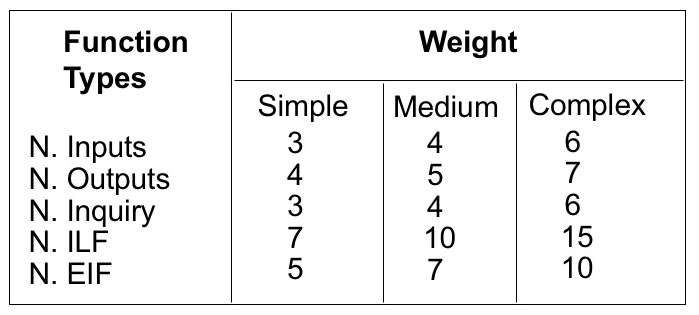 Function Types Weight
Simple Medium Complex
N. Inputs 3 4 6
N. Outputs 4 5 7
N. Inquiry 3 4 6
N. ILF 7 10 15
N. EIF 5 7 10